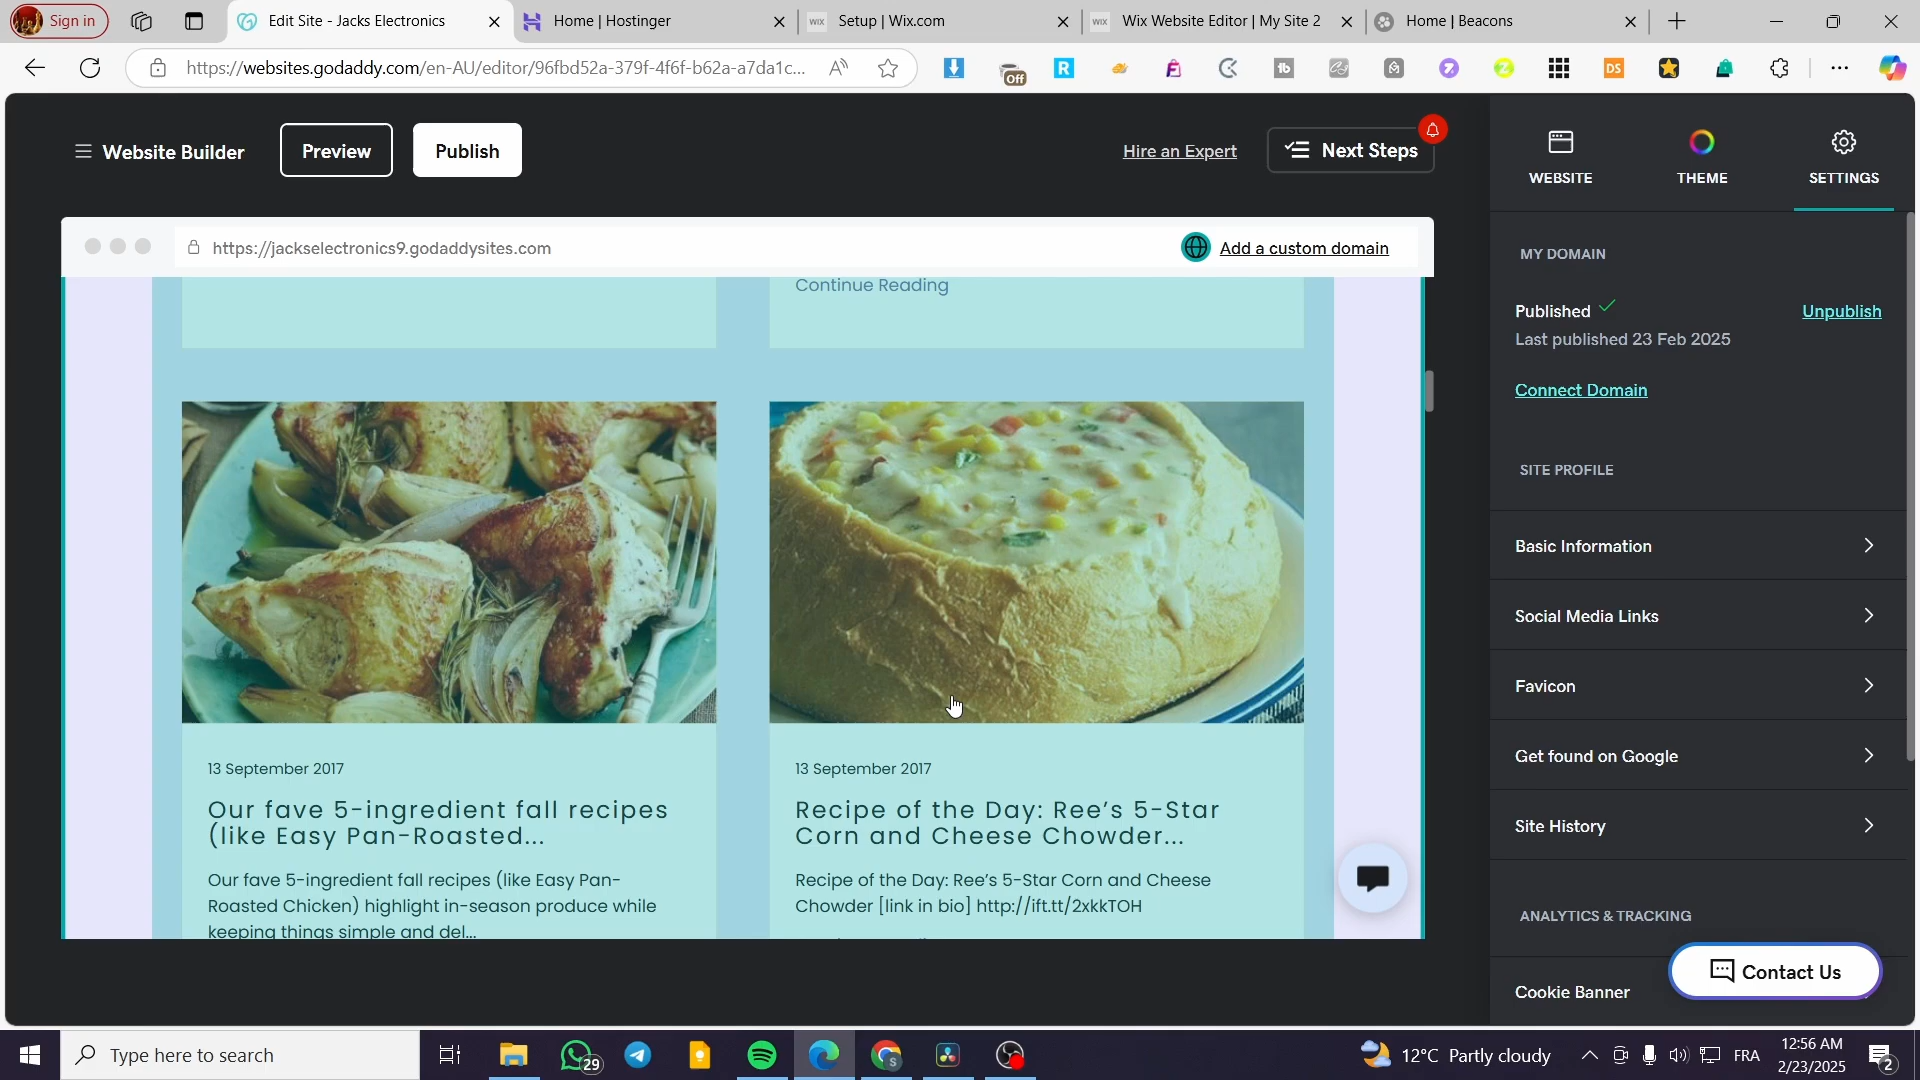 Sign in
Edit Site - Jacks Electronics
Home | Hostinger
WIX
Setup | Wix.com
WIX
Wix Website Editor | My Site 2
Home | Beacons
https://websites.godaddy.com/en-AU/editor/96fbd52a-379f-4f6f-b62a-a7da1c...
Off
R
tb
DS
Website Builder
Preview
Publish
Hire an Expert
Next Steps
WEBSITE
THEME
SETTINGS
https://jackselectronics9.godaddysites.com
Add a custom domain
MY DOMAIN
Published
Unpublish
Last published 23 Feb 2025
Connect Domain
SITE PROFILE
Basic Information
Social Media Links
Favicon
Get found on Google
Site History
ANALYTICS & TRACKING
Cookie Banner
Contact Us
Continue Reading
13 September 2017
Our fave 5-ingredient fall recipes
(like Easy Pan-Roasted...
Our fave 5-ingredient fall recipes (like Easy Pan-
Roasted Chicken) highlight in-season produce while
keeping things simple and del...
13 September 2017
Recipe of the Day: Ree's 5-Star
Corn and Cheese Chowder...
Recipe of the Day: Ree's 5-Star Corn and Cheese
Chowder [link in bio] http://ift.tt/2xkkTOH
Type here to search
29
12°C Partly cloudy
FRA
12:56 AM
2/23/2025
2